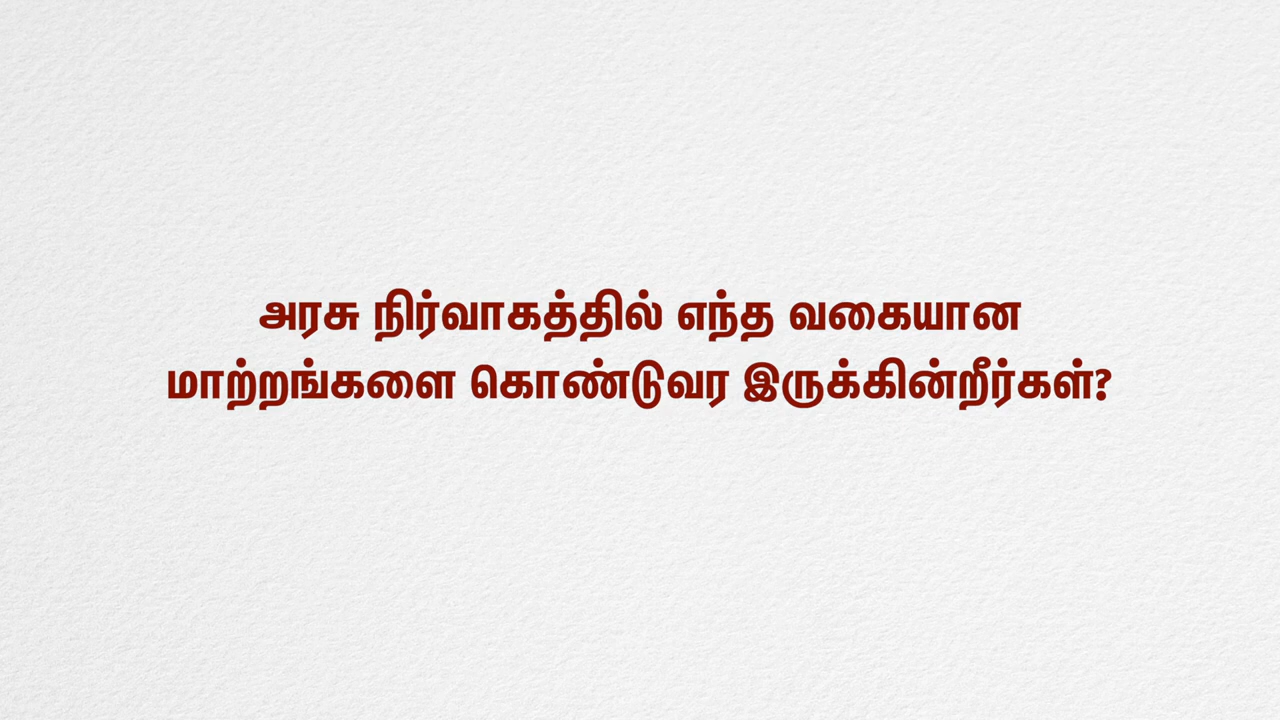 அரசு நிர்வாகத்தில் எந்த வகையான
மாற்றங்களை கொண்டுவர இருக்கின்றீர்கள்?